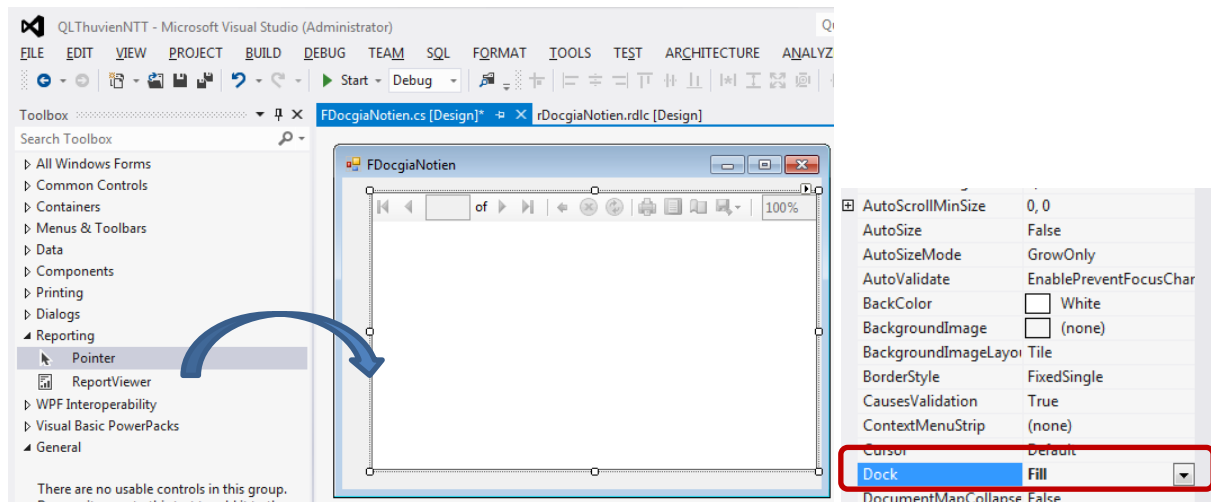 QLThuvienNTT - Microsoft Visual Studio (Administrator)
FILE EDIT VIEW PROJECT BUILD DEBUG TEAM SQL FORMAT TOOLS TEST ARCHITECTURE ANALYZ
Start Debug
Toolbox
FDocgiaNotien.cs [Design]* rDocgiaNotien.rdlc [Design]
Search Toolbox
All Windows Forms
Common Controls
Containers
Menus & Toolbars
Data
Components
Printing
Dialogs
Reporting
Pointer
ReportViewer
WPF Interoperability
Visual Basic PowerPacks
General
There are no usable controls in this group.
FDocgiaNotien
of 100%
AutoScrollMinSize 0, 0
AutoSize False
AutoSizeMode GrowOnly
AutoValidate EnablePreventFocusChar
BackColor White
BackgroundImage (none)
BackgroundImageLayou Tile
BorderStyle FixedSingle
CausesValidation True
ContextMenuStrip (none)
Cursor Default
Dock Fill
DocumentMapCollapse False